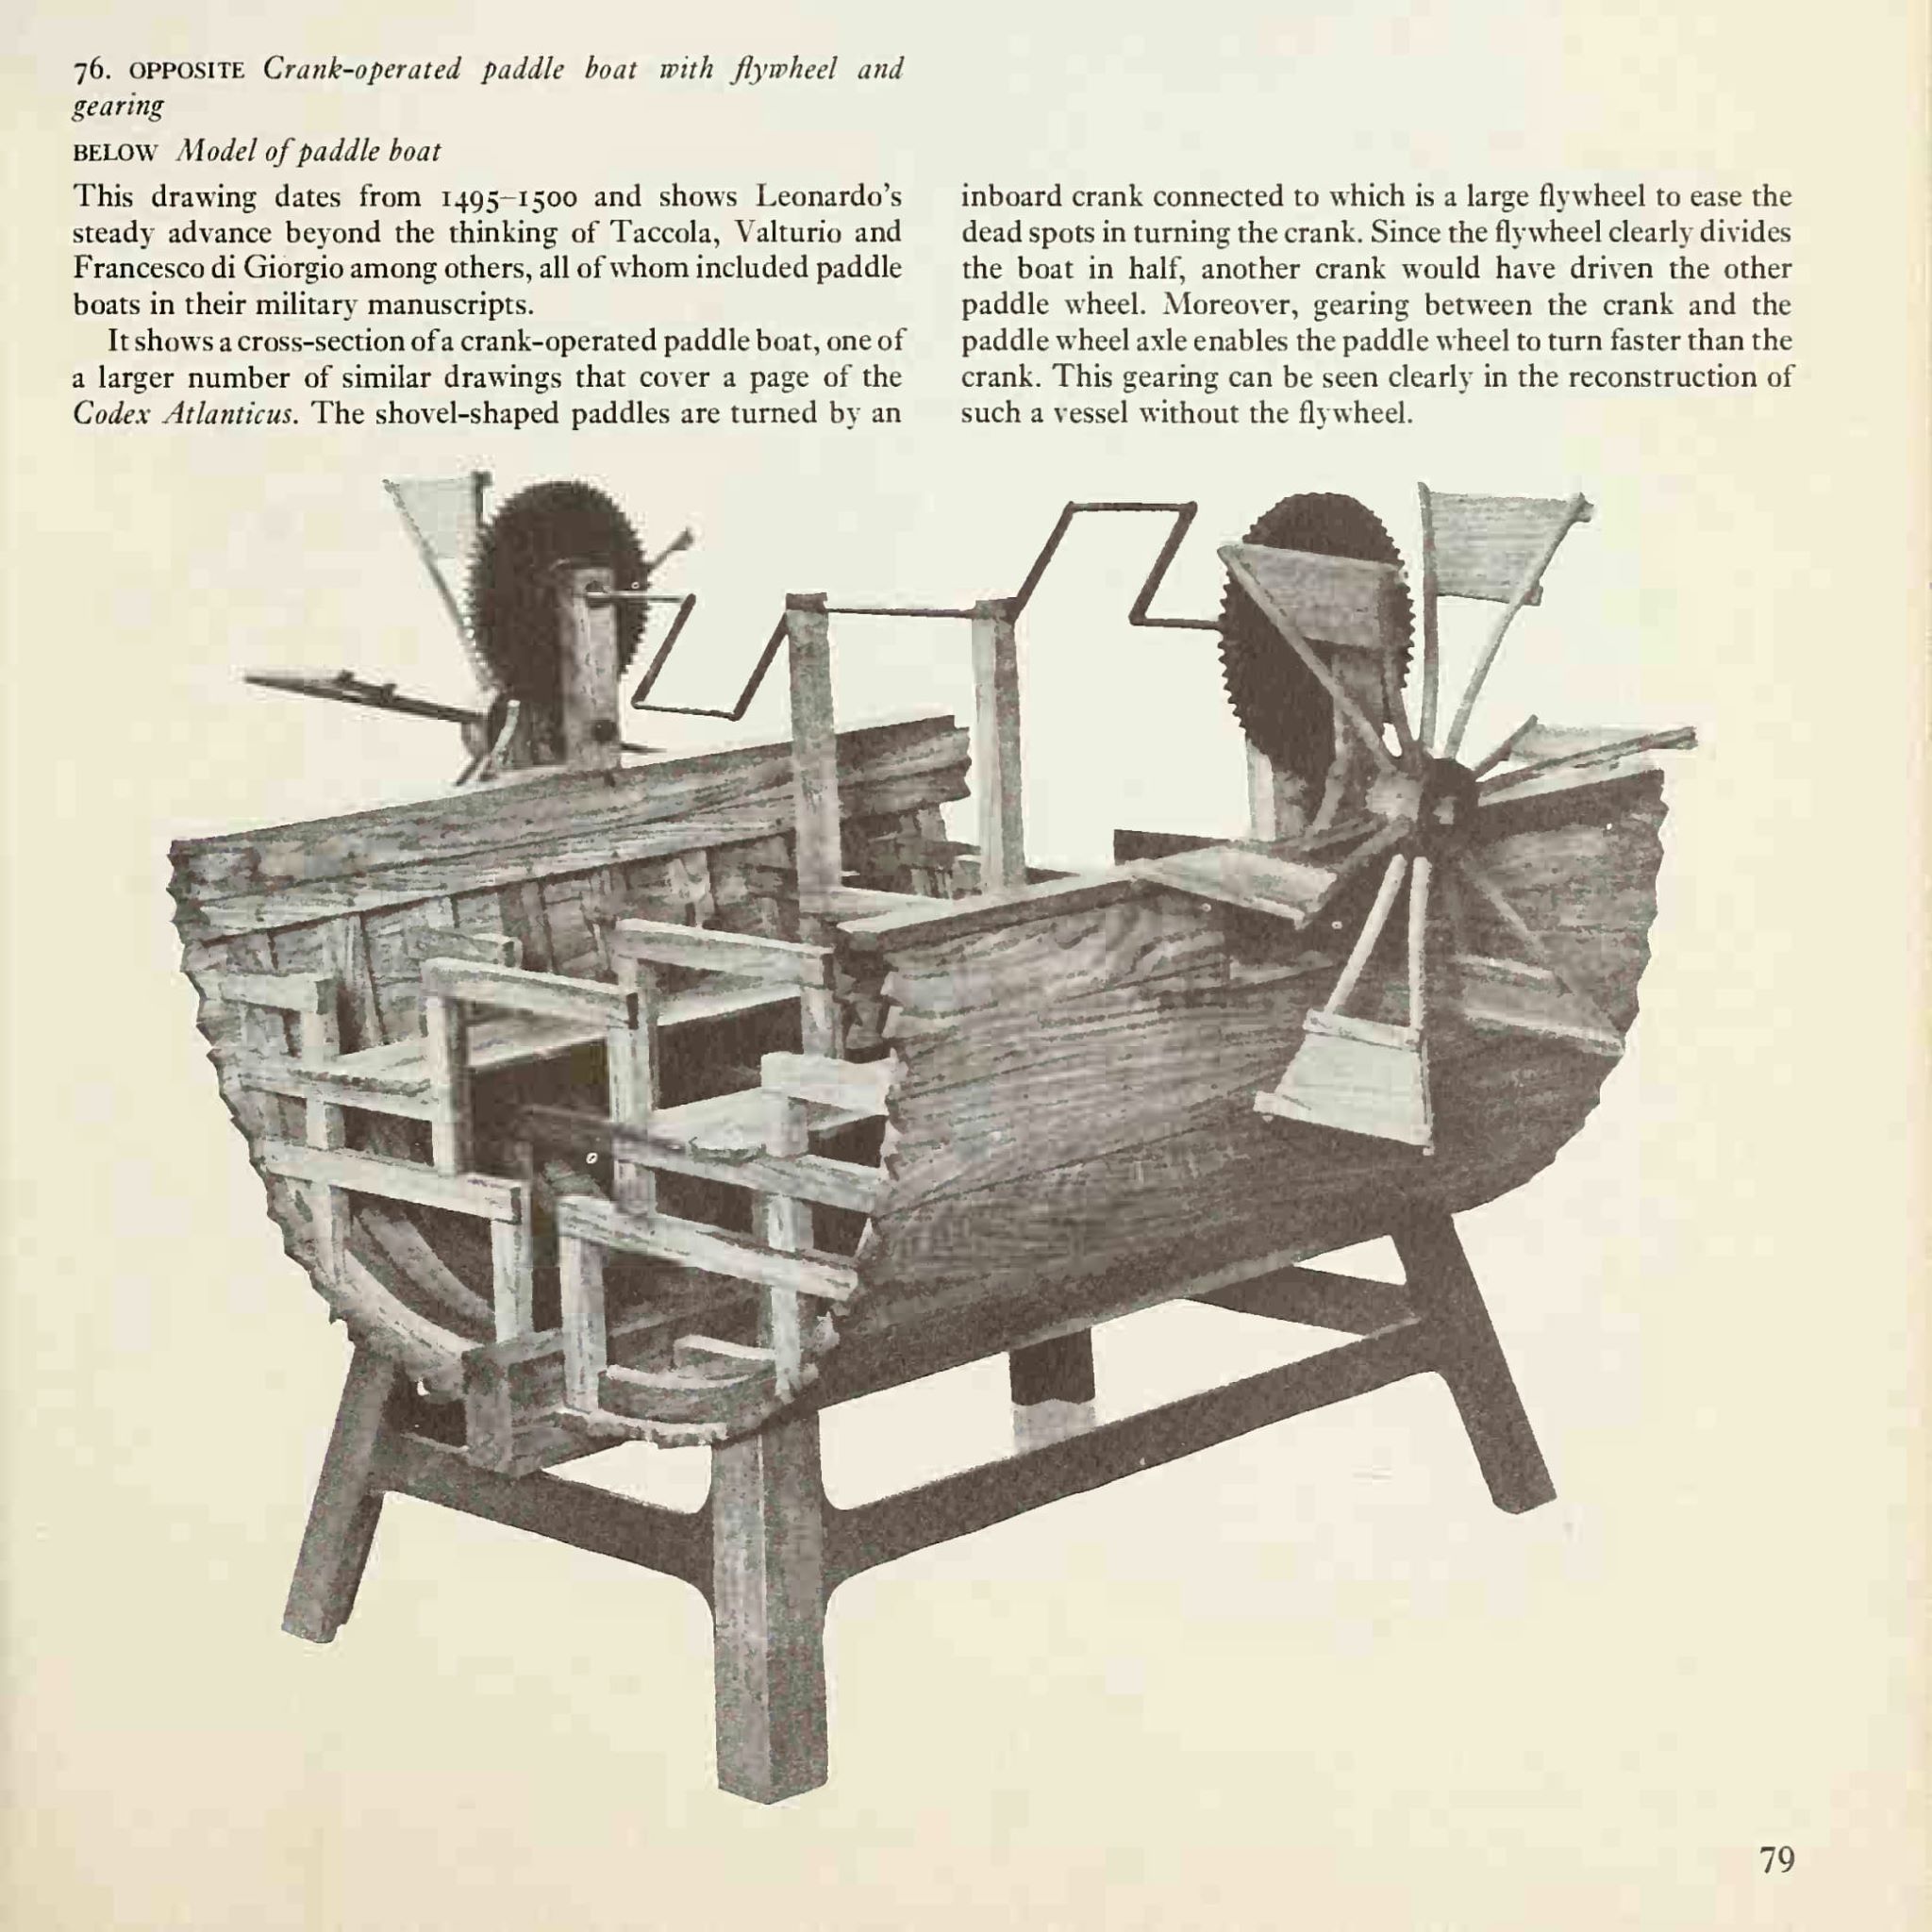 76. OPPOSITE Crank-operated paddle boat with flywheel and
gearing
BELOW Model of paddle boat
This drawing dates from 1495–1500 and shows Leonardo's
steady advance beyond the thinking of Taccola, Valturio and
Francesco di Giorgio among others, all of whom included paddle
boats in their military manuscripts.
It shows a cross-section of a crank-operated paddle boat, one of
a larger number of similar drawings that cover a page of the
Codex Atlanticus. The shovel-shaped paddles are turned by an
inboard crank connected to which is a large flywheel to ease the
dead spots in turning the crank. Since the flywheel clearly divides
the boat in half, another crank would have driven the other
paddle wheel. Moreover, gearing between the crank and the
paddle wheel axle enables the paddle wheel to turn faster than the
crank. This gearing can be seen clearly in the reconstruction of
such a vessel without the flywheel.
79